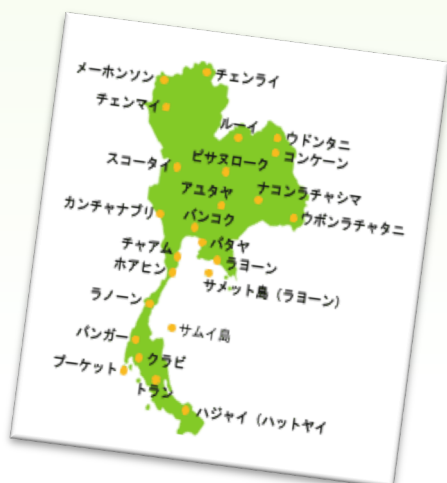 メーホンソン
チェンライ
チェンマイ
ルーイ
ウドンタニ
コンケーン
スコータイ
ピサヌローク
ナコンラチャシマ
アユタヤ
カンチャナブリ
バンコク
ウボンラチャタニ
チャアム
パタヤ
ホアヒン
ラヨーン
サメット島（ラヨーン）
ラノーン
サムイ島
パンガー
クラビ
プーケット
トラン
ハジャイ（ハットヤイ